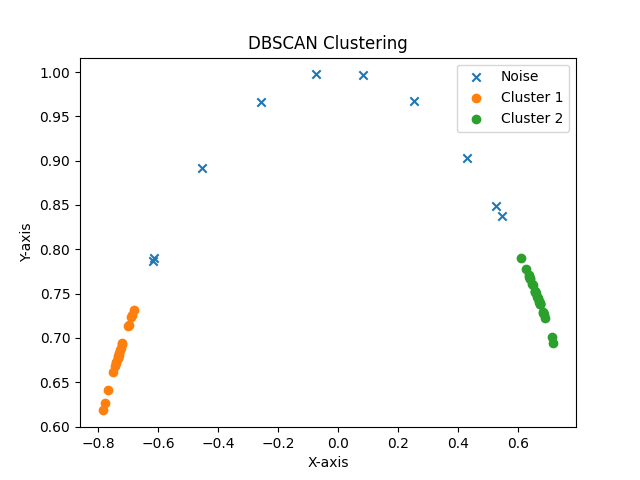 DBSCAN Clustering
Noise
Cluster 1
Cluster 2
Y-axis
1.00
0.95
0.90
0.85
0.80
0.75
0.70
0.65
0.60
−0.8 −0.6 −0.4 −0.2 0.0 0.2 0.4 0.6
X-axis